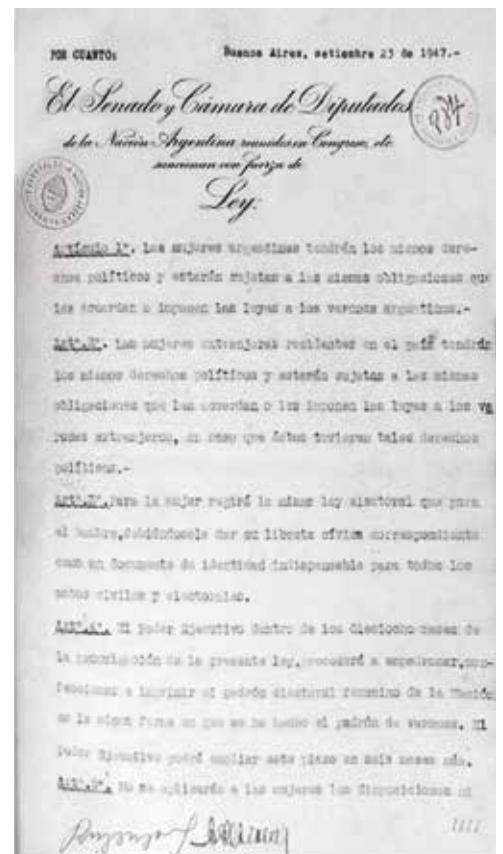 POR CUANTO:
Buenos Aires, setiembre 23 de 1947.-
El Senado y Cámara de Diputados
de la Nación Argentina reunidos en Congreso, etc.
sancionan con fuerza de
Ley:
Artículo 1°. Las mujeres argentinas tendrán los mismos dere-
chos políticos y estarán sujetas a las mismas obligaciones que
les acuerdan o imponen las leyes a los varones argentinos.-
Art°.2°. Las mujeres extranjeras residentes en el país tendrán
los mismos derechos políticos y estarán sujetas a las mismas
obligaciones que les acuerdan o les imponen las leyes a los va
rones extranjeros, en caso que éstos tuvieren tales derechos
políticos.-
Art°.3°. Para la mujer regirá la misma ley electoral que para
el hombre, debiéndosele dar su libreta cívica correspondiente
como un documento de identidad indispensable para todos los
actos civiles y electorales.
Art°.4°. El Poder Ejecutivo dentro de los dieciocho meses de
la promulgación de la presente ley, procederá a empadronar, con-
feccionar e imprimir el padrón electoral femenino de la Nación
en la misma forma en que se ha hecho el padrón de varones. El
Poder Ejecutivo podrá ampliar este plazo en seis meses más.
Art°.5°. No se aplicarán a las mujeres las disposiciones ni